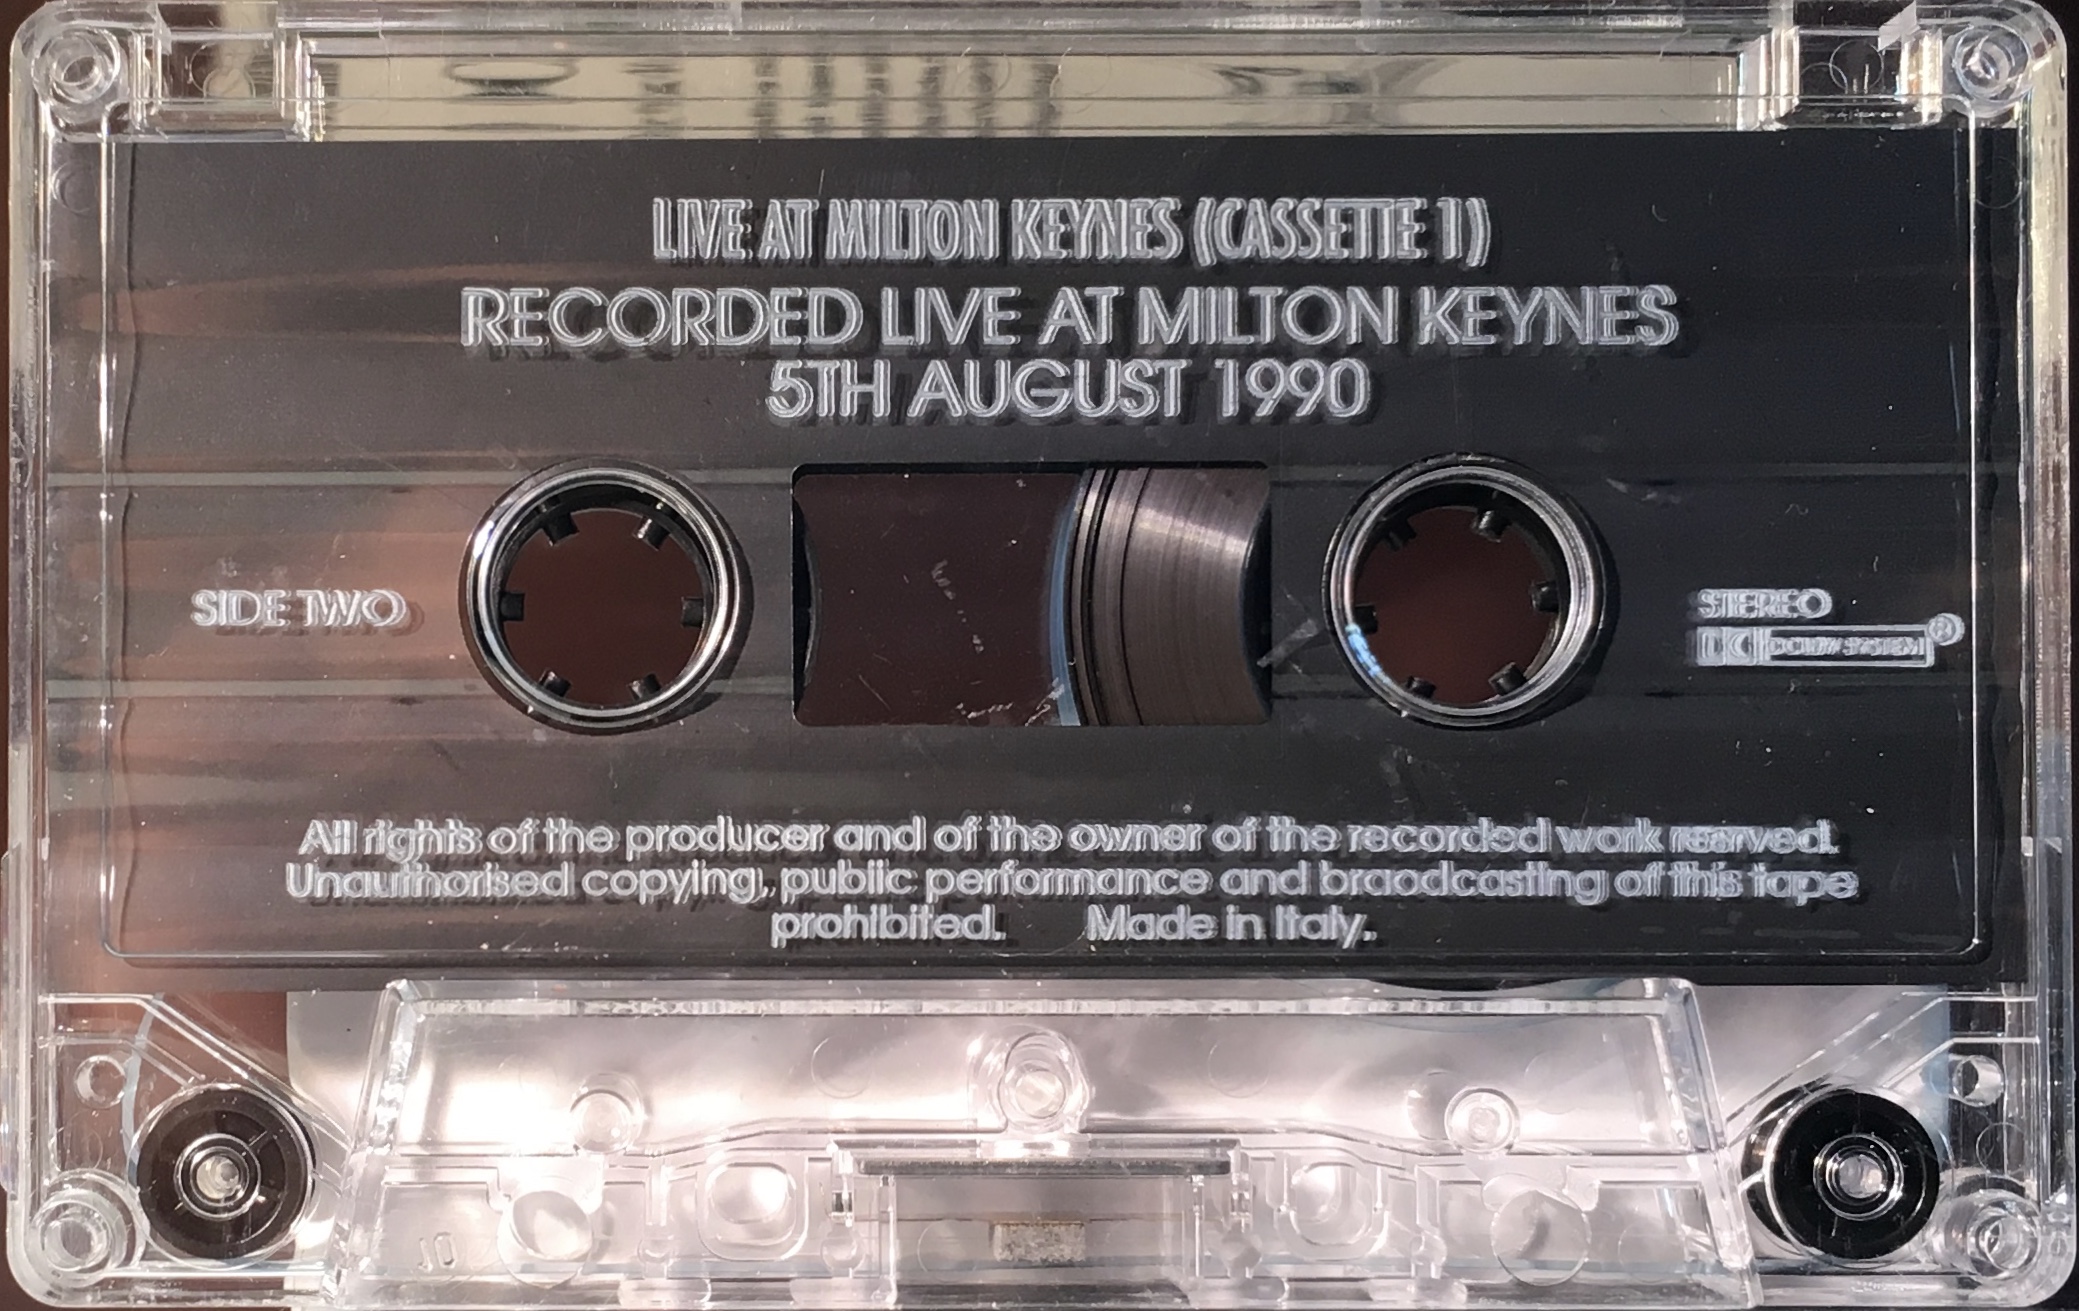 LIVE AT MILTON KEYNES (CASSETTE 1)
RECORDED LIVE AT MILTON KEYNES
5TH AUGUST 1990
SIDE TWO
STEREO
DOLBY SYSTEM ®
All rights of the producer and of the owner of the recorded work reserved.
Unauthorised copying, public performance and braodcasting of this tape
prohibited. Made in Italy.
10